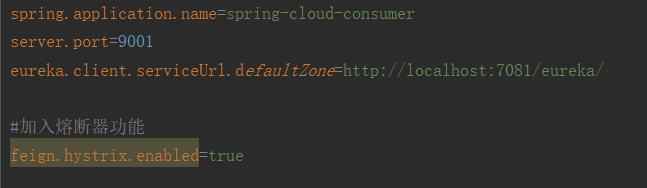 spring.application.name=spring-cloud-consumer
server.port=9001
eureka.client.serviceUrl.defaultZone=http://localhost:7081/eureka/
#加入熔断器功能
feign.hystrix.enabled=true